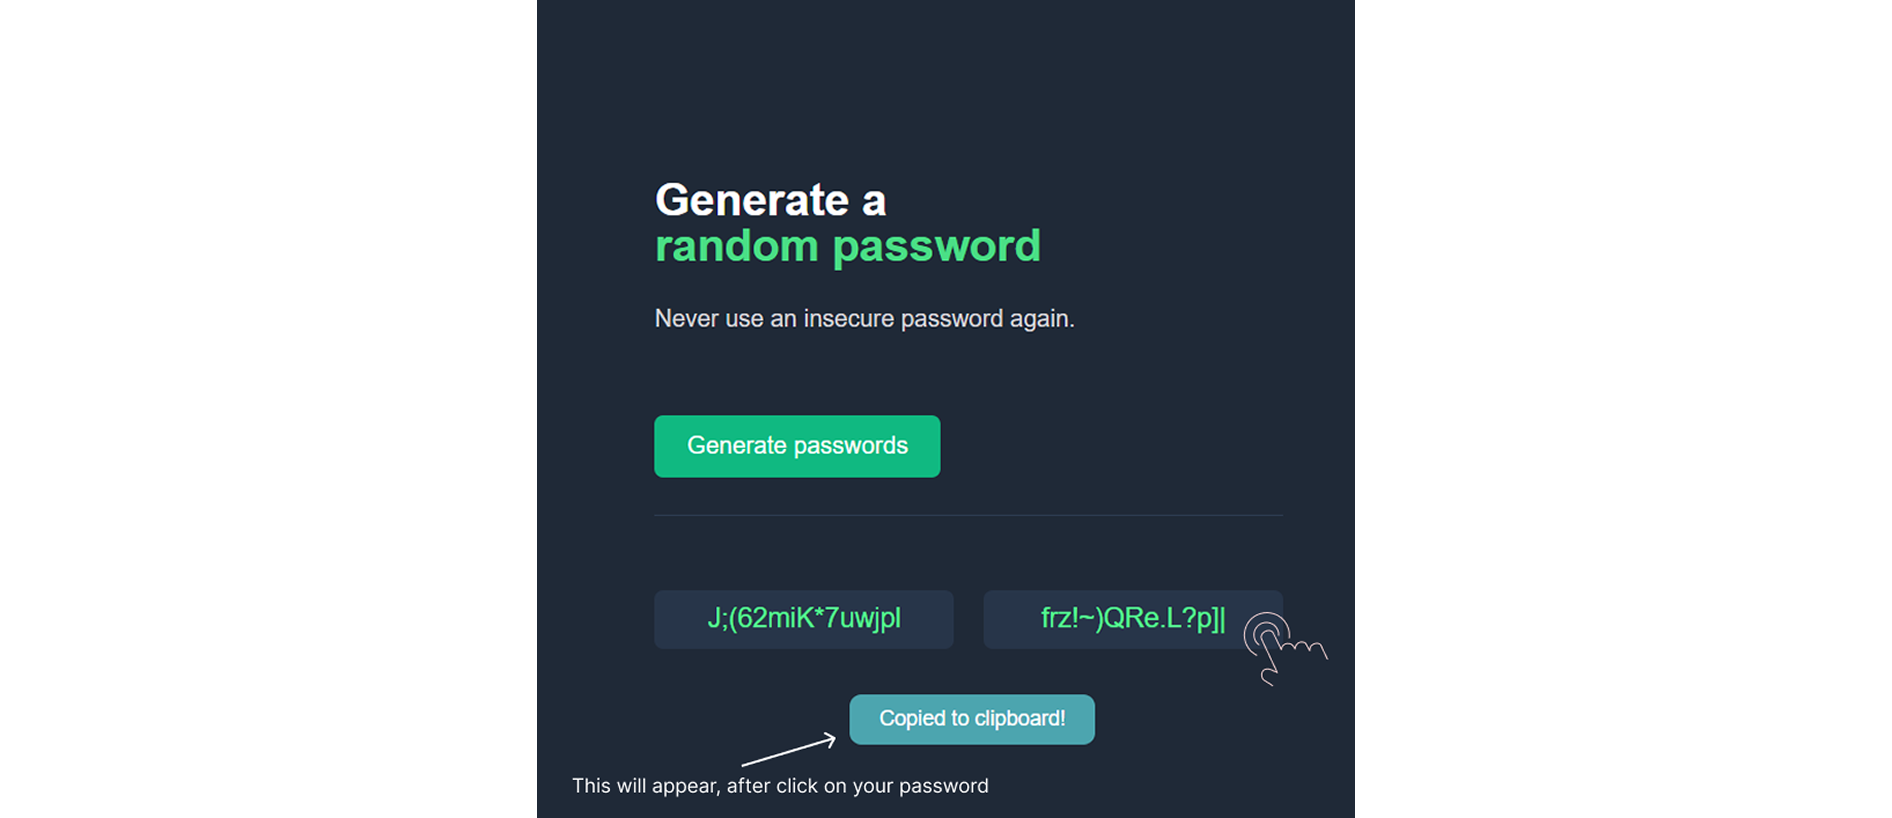 Generate a
random password
Never use an insecure password again.
Generate passwords
J;(62miK*7uwjpl
frz!~)QRe.L?p]|
Copied to clipboard!
This will appear, after click on your password